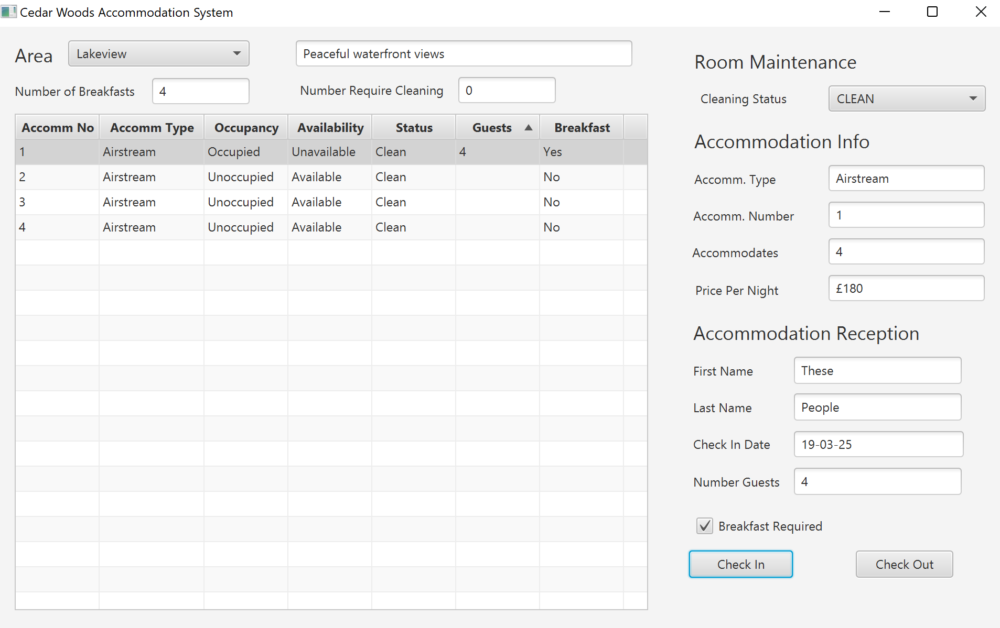 Cedar Woods Accommodation System
Area
Lakeview
Peaceful waterfront views
Number of Breakfasts
4
Number Require Cleaning
0
Accomm No Accomm Type Occupancy Availability Status Guests Breakfast
1 Airstream Occupied Unavailable Clean 4 Yes
2 Airstream Unoccupied Available Clean No
3 Airstream Unoccupied Available Clean No
4 Airstream Unoccupied Available Clean No
Room Maintenance
Cleaning Status CLEAN
Accommodation Info
Accomm. Type Airstream
Accomm. Number 1
Accommodates 4
Price Per Night £180
Accommodation Reception
First Name These
Last Name People
Check In Date 19-03-25
Number Guests 4
Breakfast Required
Check In Check Out